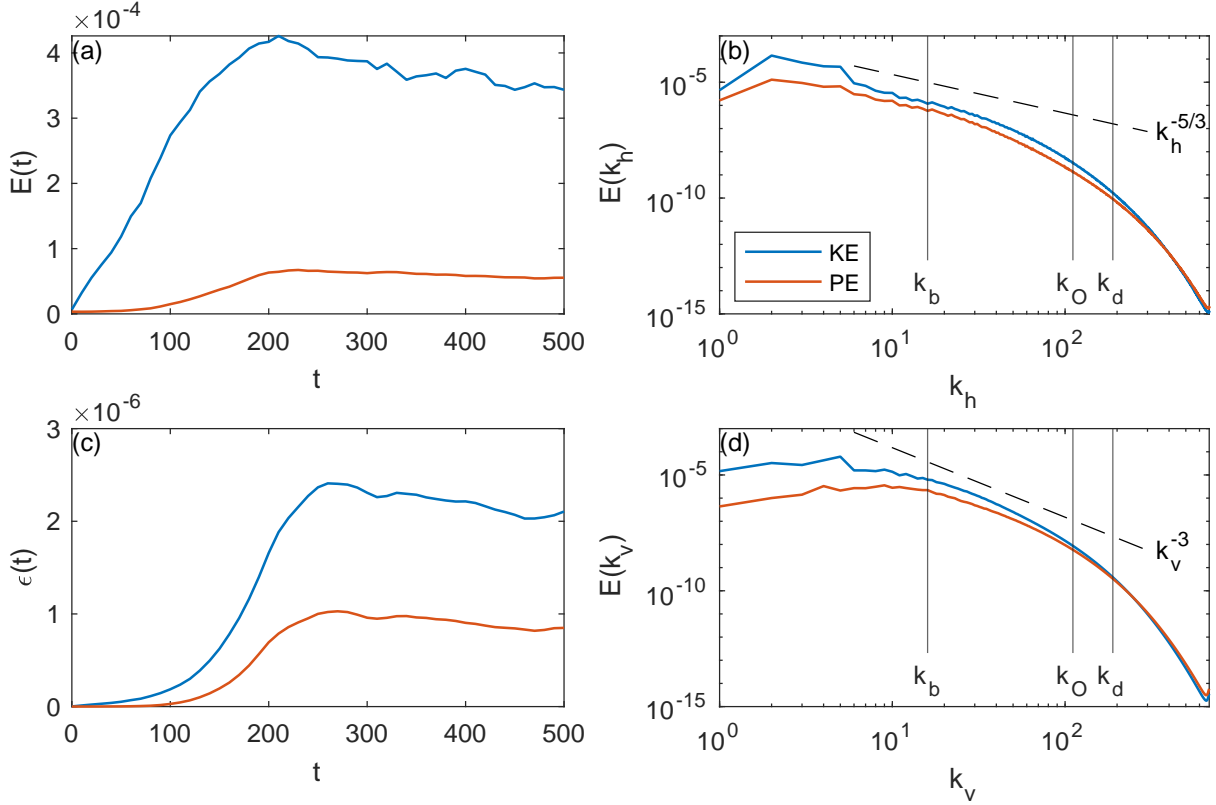 ×10⁻⁴
(a)
4
3
2
1
0
E(t)
0 100 200 300 400 500
t
(b)
10⁻⁵
10⁻¹⁰
10⁻¹⁵
E(k_h)
k_h^-5/3
KE
PE
k_b k_O k_d
10⁰ 10¹ 10²
k_h
×10⁻⁶
(c)
3
2
1
0
ϵ(t)
0 100 200 300 400 500
t
(d)
10⁻⁵
10⁻¹⁰
10⁻¹⁵
E(k_v)
k_v^-3
k_b k_O k_d
10⁰ 10¹ 10²
k_v